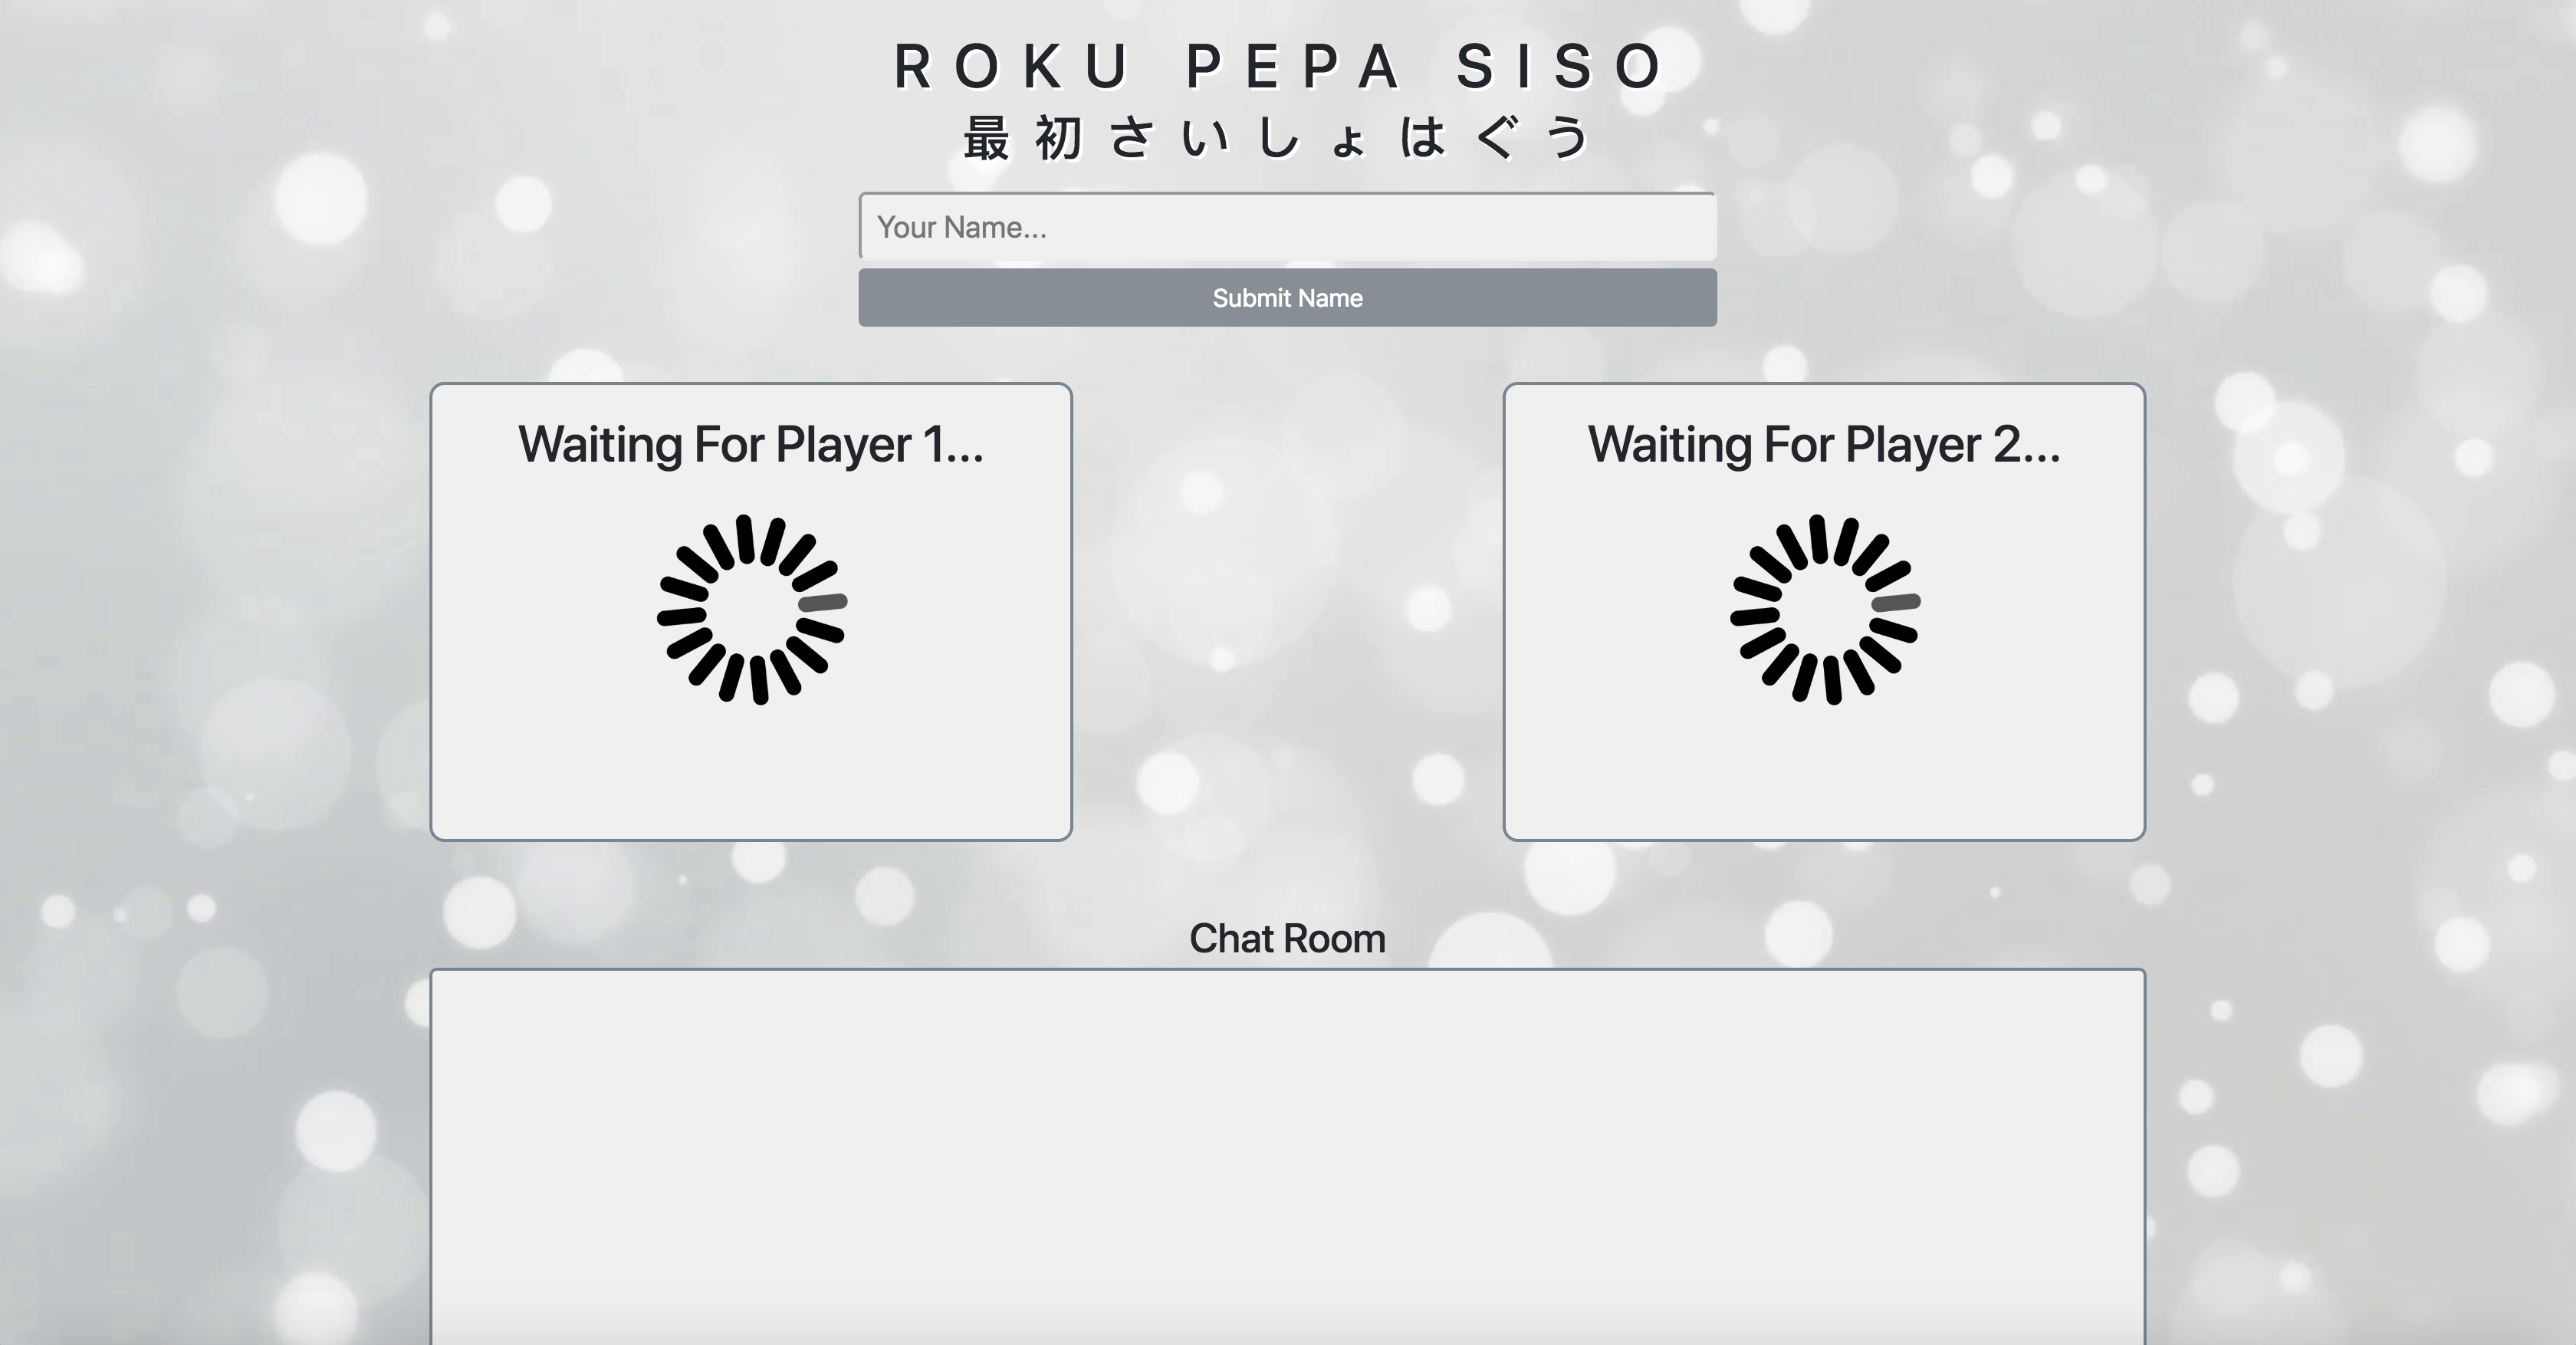 ROKU PEPA SISO
最初さいしょはぐう
Your Name...
Submit Name
Waiting For Player 1...
Waiting For Player 2...
Chat Room